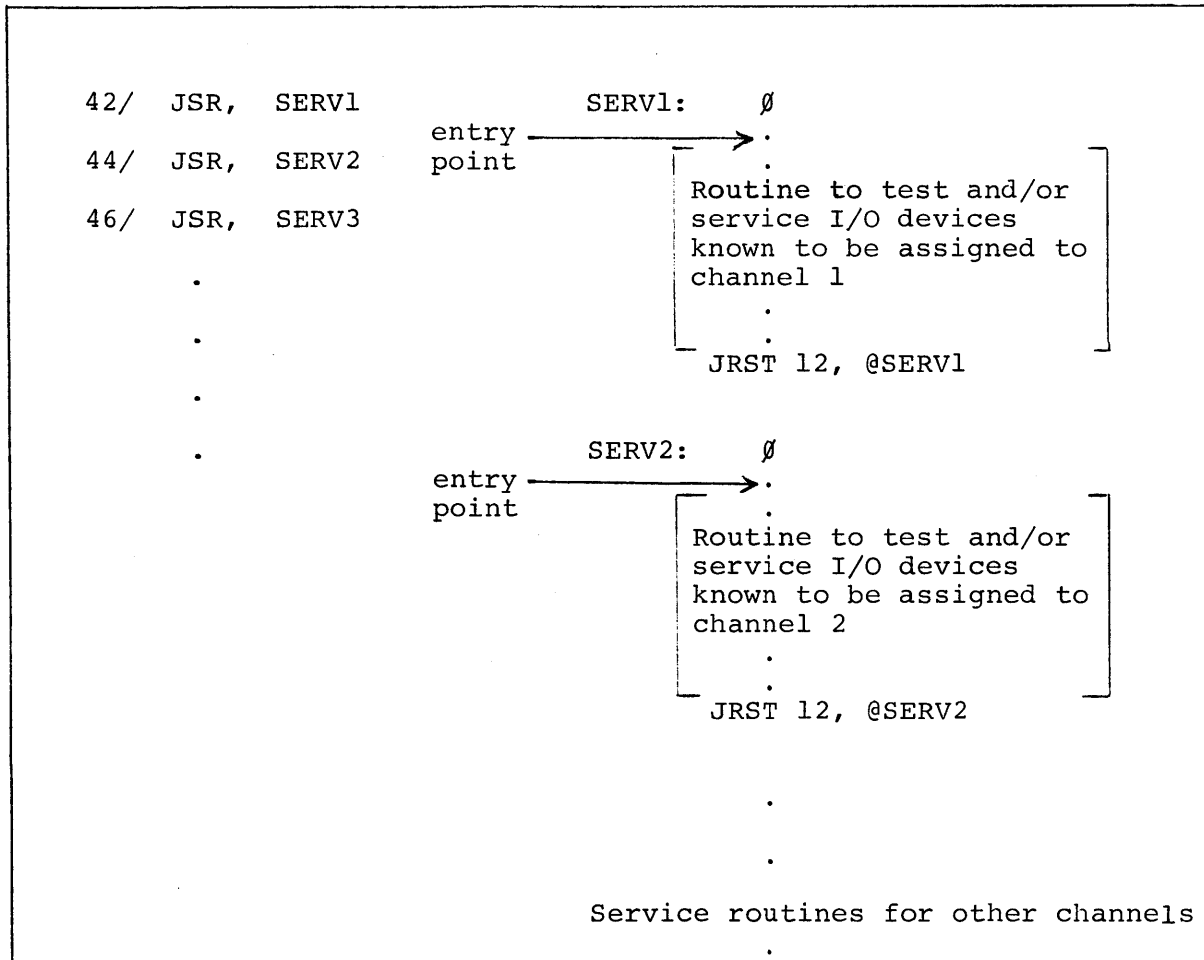 42/ JSR, SERV1
44/ JSR, SERV2
46/ JSR, SERV3
.
.
.
.
entry
point
SERV1: Ø
.
.
Routine to test and/or
service I/O devices
known to be assigned to
channel 1
.
.
JRST 12, @SERV1
entry
point
SERV2: Ø
.
.
Routine to test and/or
service I/O devices
known to be assigned to
channel 2
.
.
JRST 12, @SERV2
.
.
Service routines for other channels
.